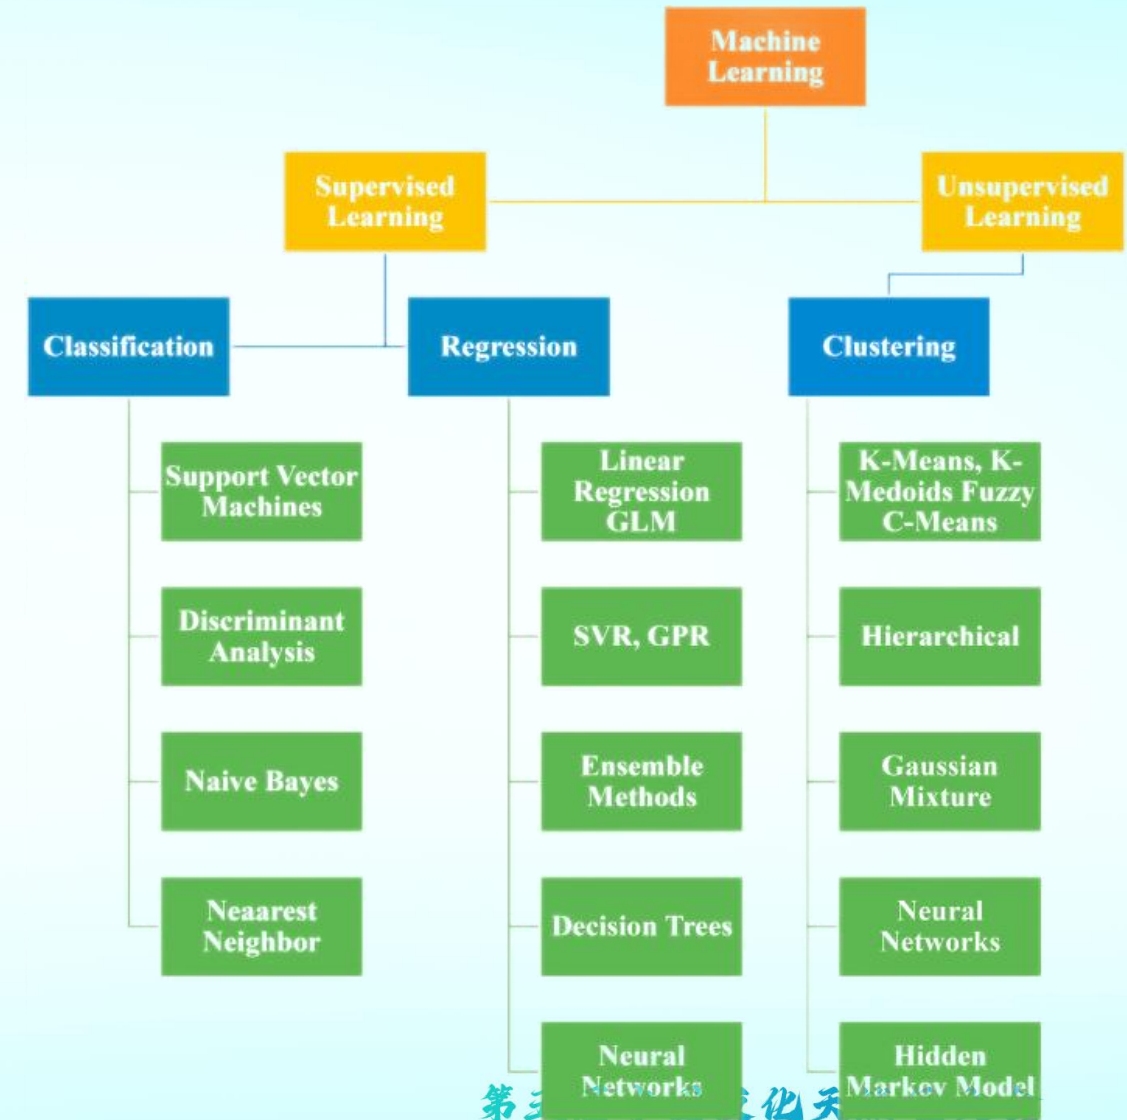 Machine
Learning
Supervised
Learning
Unsupervised
Learning
Classification
Regression
Clustering
Support Vector
Machines
Discriminant
Analysis
Naive Bayes
Neaarest
Neighbor
Linear
Regression
GLM
SVR, GPR
Ensemble
Methods
Decision Trees
Neural
Networks
K-Means, K-
Medoids Fuzzy
C-Means
Hierarchical
Gaussian
Mixture
Neural
Networks
Hidden
Markov Model
第三
化天